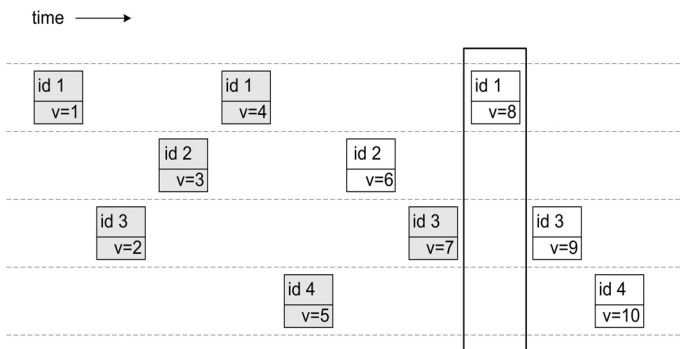 time
id 1
v=1
id 1
v=4
id 1
v=8
id 2
v=3
id 2
v=6
id 3
v=2
id 3
v=7
id 3
v=9
id 4
v=5
id 4
v=10